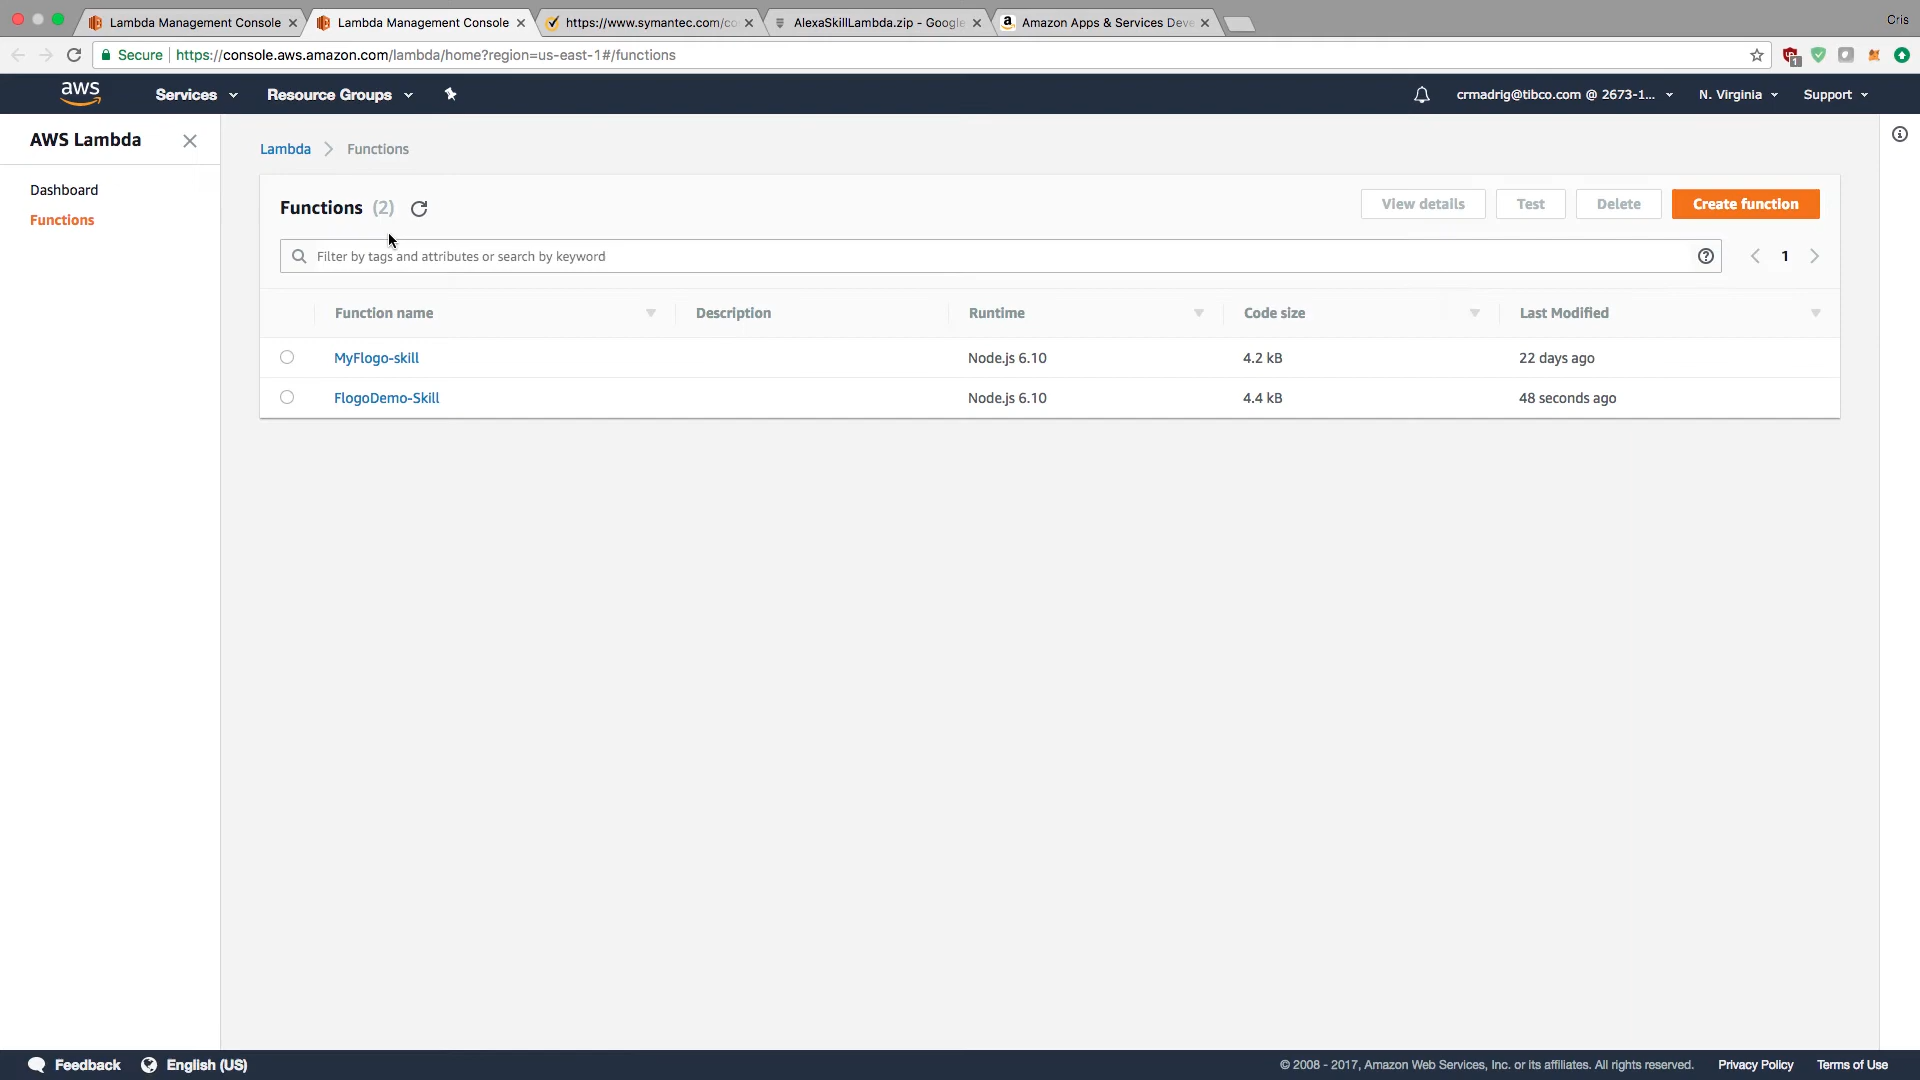 Lambda Management Console
Lambda Management Console
https://www.symantec.com/co
AlexaSkillLambda.zip - Google
Amazon Apps & Services Deve
Cris
Secure
https://console.aws.amazon.com/lambda/home?region=us-east-1#/functions
1
aws
Services
Resource Groups
crmadrig@tibco.com @ 2673-1...
N. Virginia
Support
AWS Lambda
Dashboard
Functions
Lambda
Functions
Functions (2)
View details
Test
Delete
Create function
Filter by tags and attributes or search by keyword
1
Function name
Description
Runtime
Code size
Last Modified
MyFlogo-skill
Node.js 6.10
4.2 kB
22 days ago
FlogoDemo-Skill
Node.js 6.10
4.4 kB
48 seconds ago
Feedback
English (US)
© 2008 - 2017, Amazon Web Services, Inc. or its affiliates. All rights reserved.
Privacy Policy
Terms of Use